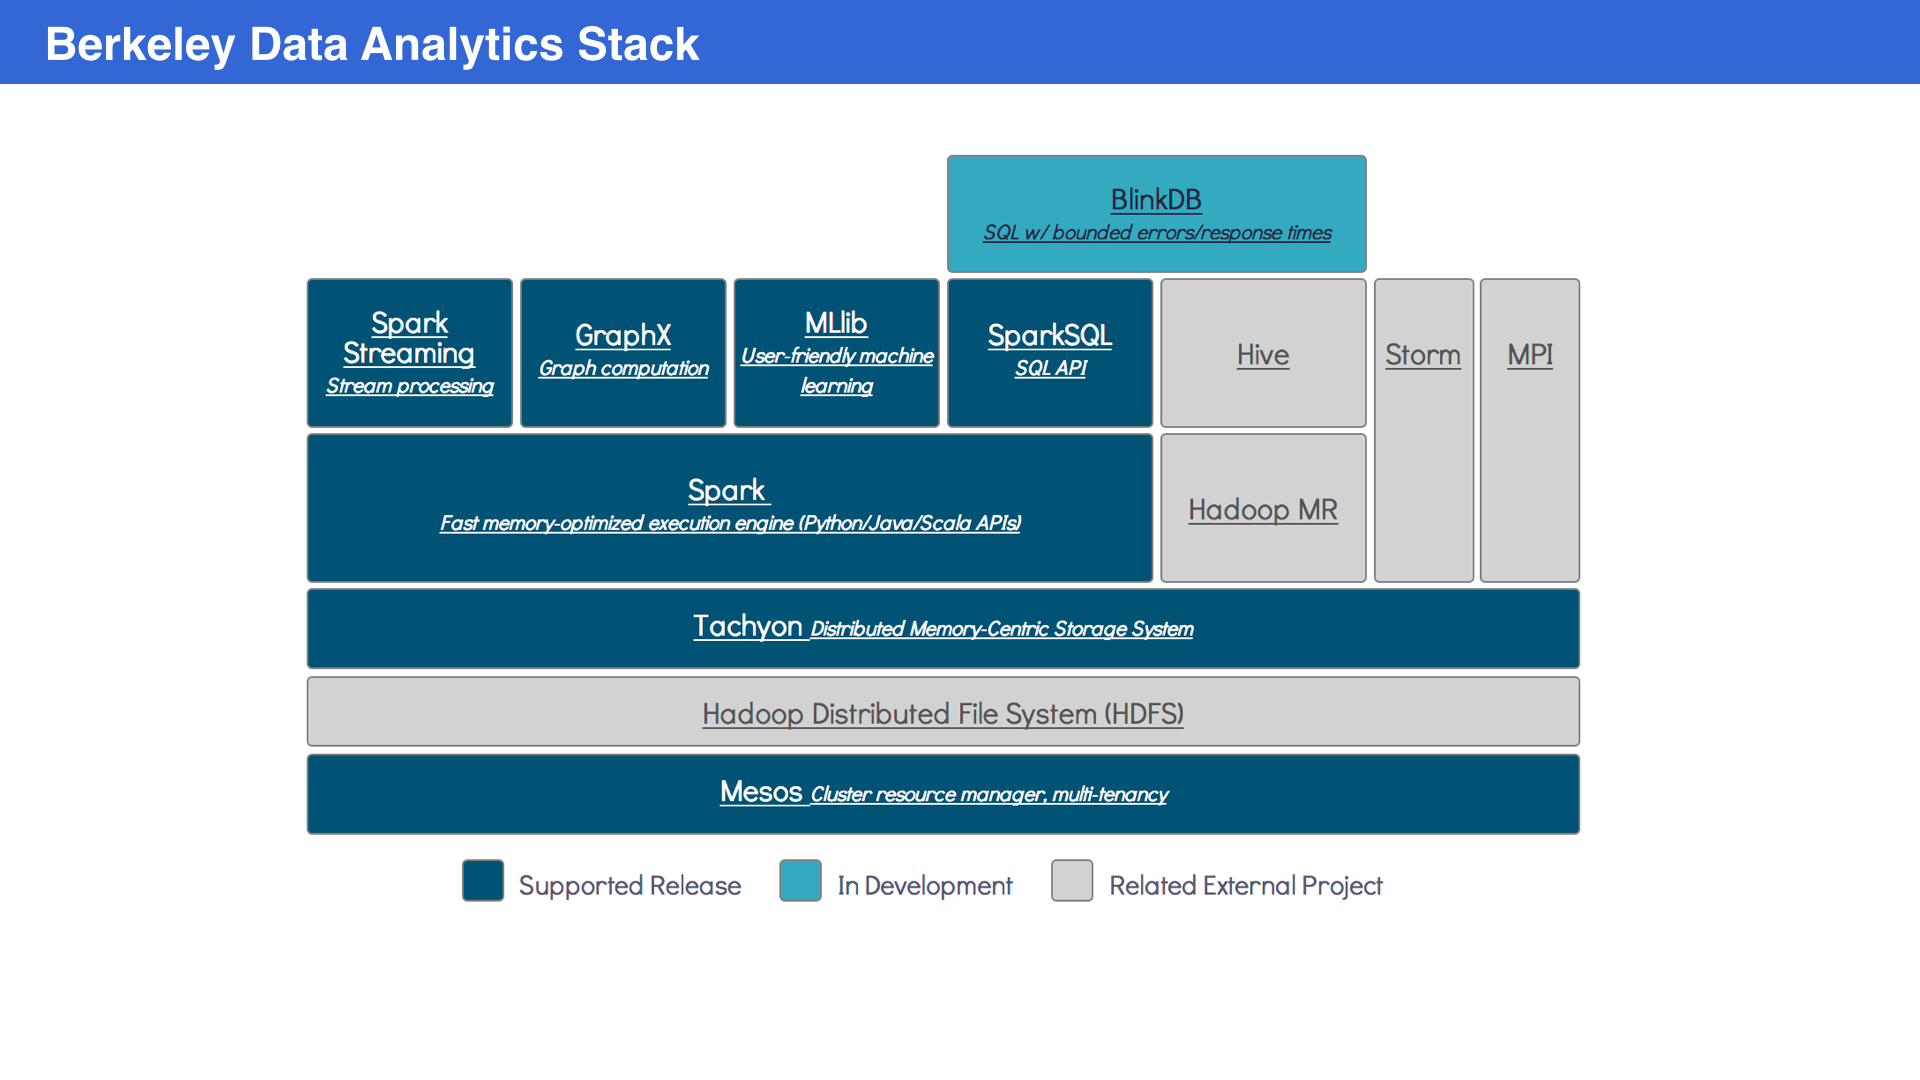 Berkeley Data Analytics Stack
BlinkDB
SQL w/ bounded errors/response times
Spark
Streaming
Stream processing
GraphX
Graph computation
MLlib
User-friendly machine
learning
SparkSQL
SQL API
Hive
Storm
MPI
Spark
Fast memory-optimized execution engine (Python/Java/Scala APIs)
Hadoop MR
Tachyon Distributed Memory-Centric Storage System
Hadoop Distributed File System (HDFS)
Mesos Cluster resource manager, multi-tenancy
Supported Release
In Development
Related External Project